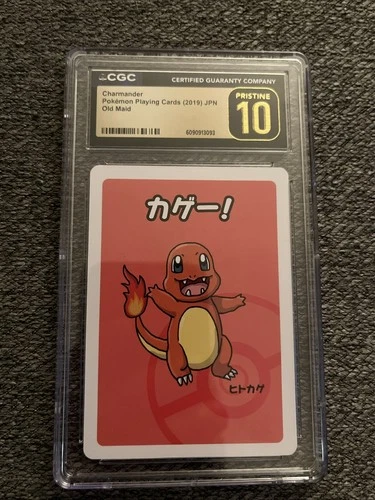 CGC
CERTIFIED GUARANTY COMPANY
Charmander
Pokémon Playing Cards (2019) JPN
Old Maid
PRISTINE
10
6090913093
カゲー!
ヒトカゲ